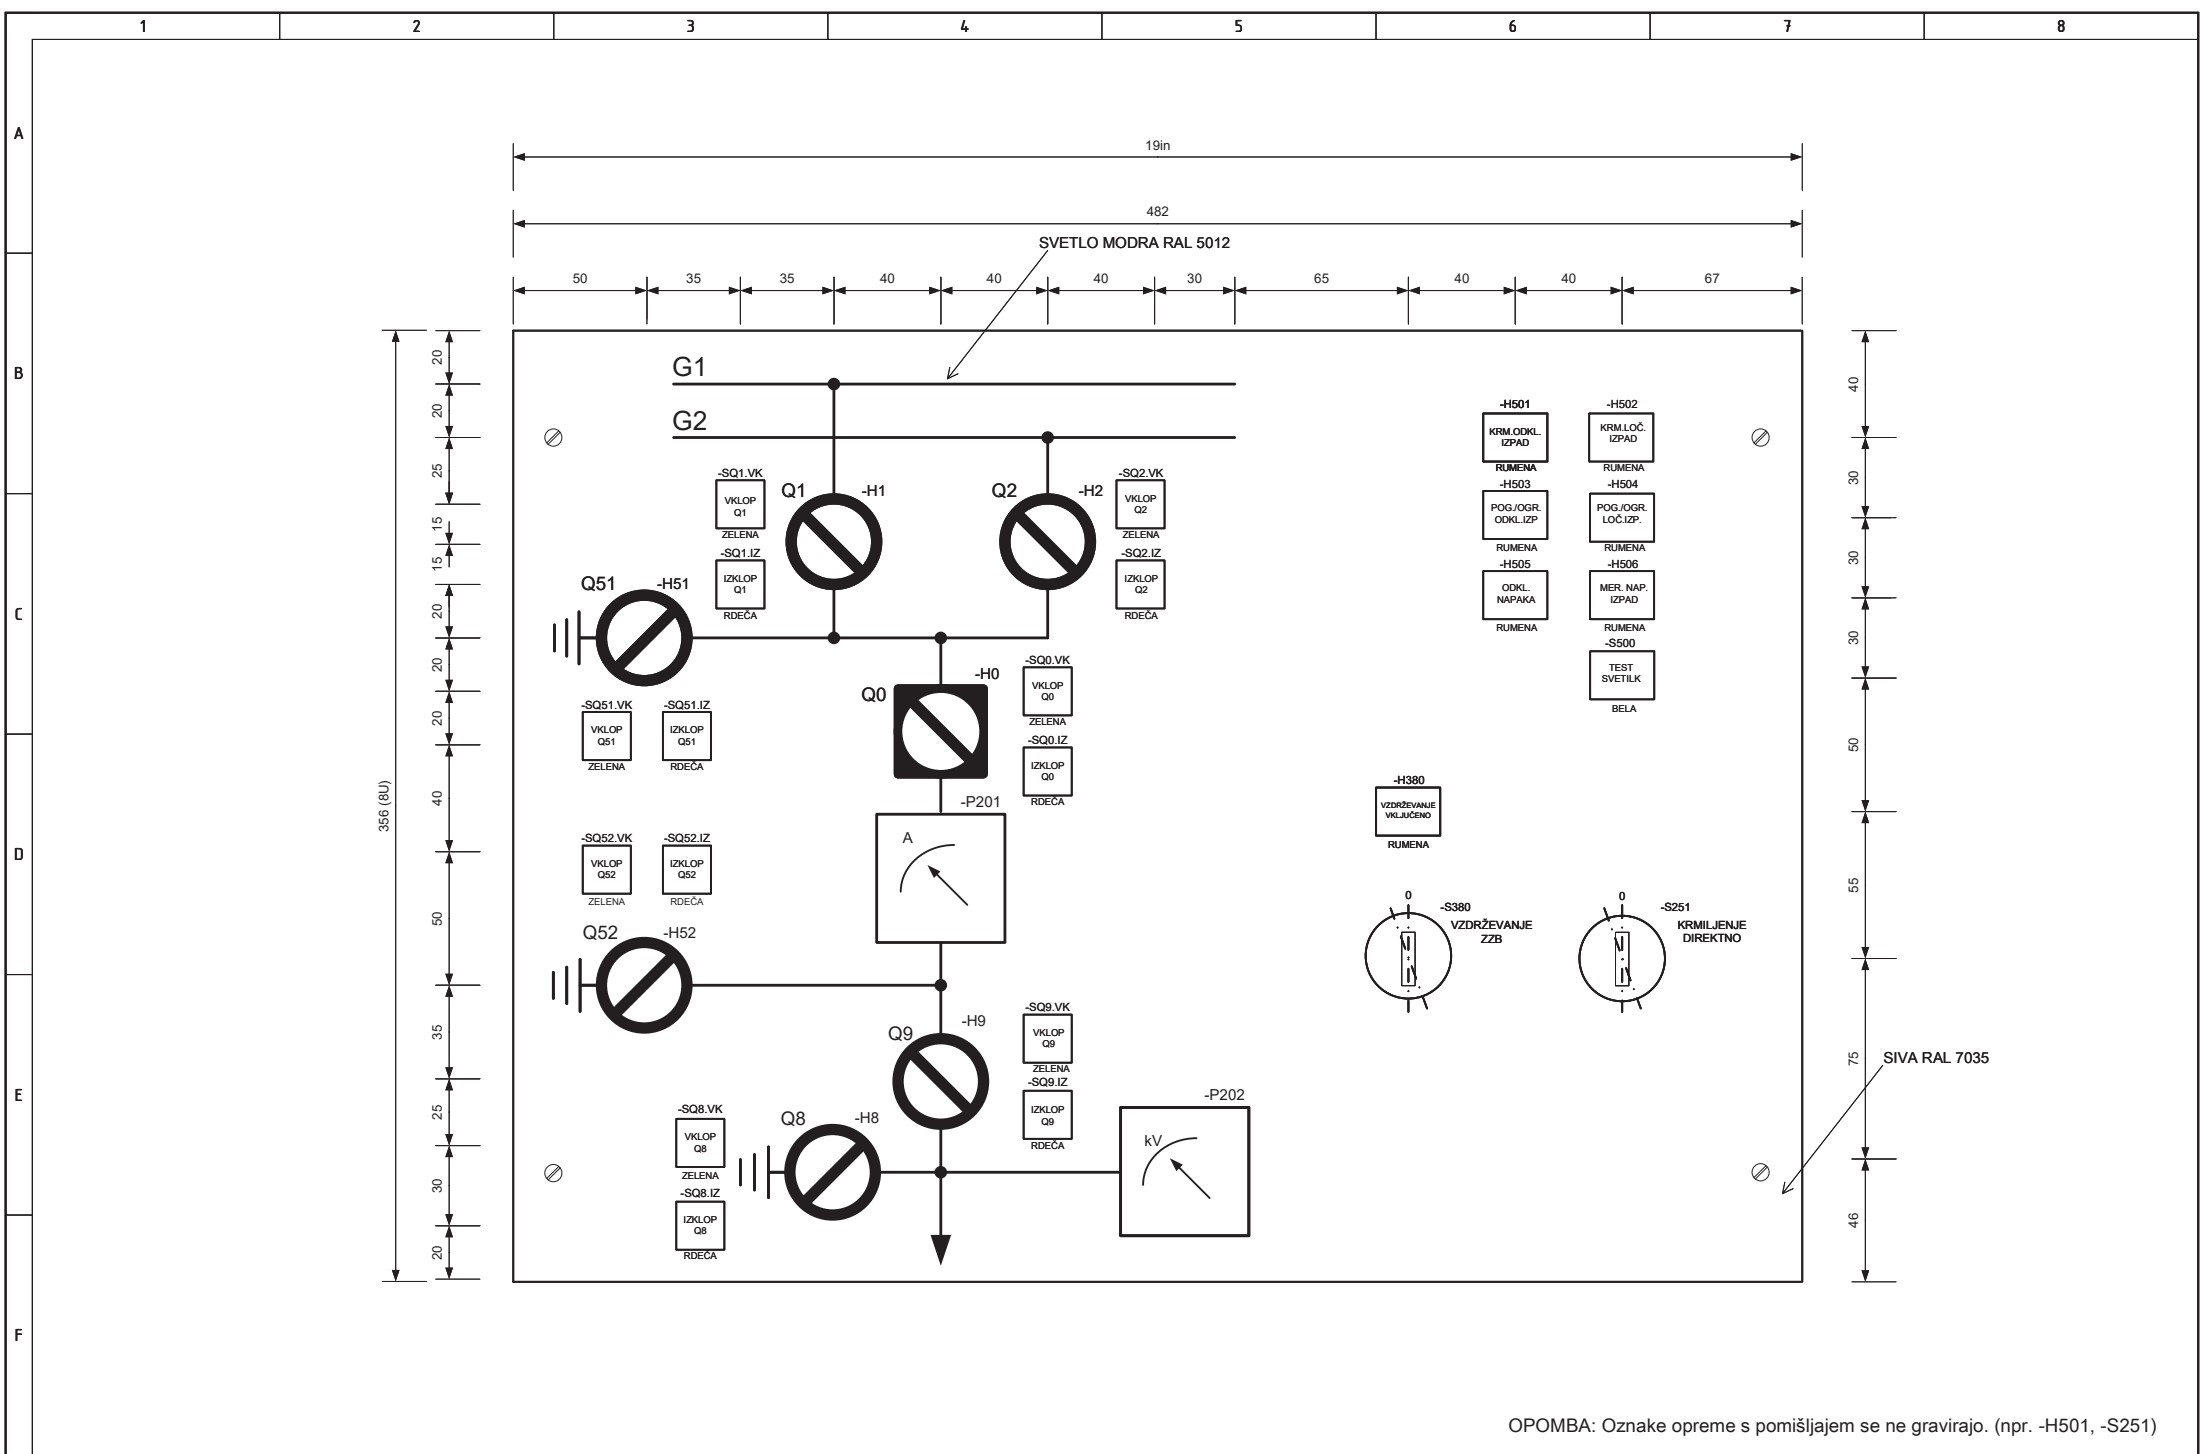 1 2 3 4 5 6 7 8
A
19in
482
SVETLO MODRA RAL 5012
50 35 35 40 40 40 30 65 40 40 67
B
C
D
E
F
356 (8U)
20
20
25
15
15
20
20
20
40
50
35
25
30
20
G1
G2
-SQ1.VK
VKLOP
Q1
ZELENA
-SQ1.IZ
IZKLOP
Q1
RDEČA
Q1 -H1
Q2 -H2
-SQ2.VK
VKLOP
Q2
ZELENA
-SQ2.IZ
IZKLOP
Q2
RDEČA
Q51 -H51
-SQ51.VK
VKLOP
Q51
ZELENA
-SQ51.IZ
IZKLOP
Q51
RDEČA
Q0 -H0
-SQ0.VK
VKLOP
Q0
ZELENA
-SQ0.IZ
IZKLOP
Q0
RDEČA
-P201
A
-SQ52.VK
VKLOP
Q52
ZELENA
-SQ52.IZ
IZKLOP
Q52
RDEČA
Q52 -H52
Q9 -H9
-SQ9.VK
VKLOP
Q9
ZELENA
-SQ9.IZ
IZKLOP
Q9
RDEČA
-SQ8.VK
VKLOP
Q8
ZELENA
-SQ8.IZ
IZKLOP
Q8
RDEČA
Q8 -H8
-P202
kV
-H501
KRM.ODKL.
IZPAD
RUMENA
-H502
KRM.LOČ.
IZPAD
RUMENA
-H503
POG./OGR.
ODKL.IZP
RUMENA
-H504
POG./OGR.
LOČ.IZP.
RUMENA
-H505
ODKL.
NAPAKA
RUMENA
-H506
MER. NAP.
IZPAD
RUMENA
-S500
TEST
SVETILK
BELA
-H380
VZDRŽEVANJE
VKLJUČENO
RUMENA
0
-S380
VZDRŽEVANJE
ZZB
0
-S251
KRMILJENJE
DIREKTNO
40
30
30
30
50
55
75
46
SIVA RAL 7035
OPOMBA: Oznake opreme s pomišljajem se ne gravirajo. (npr. -H501, -S251)